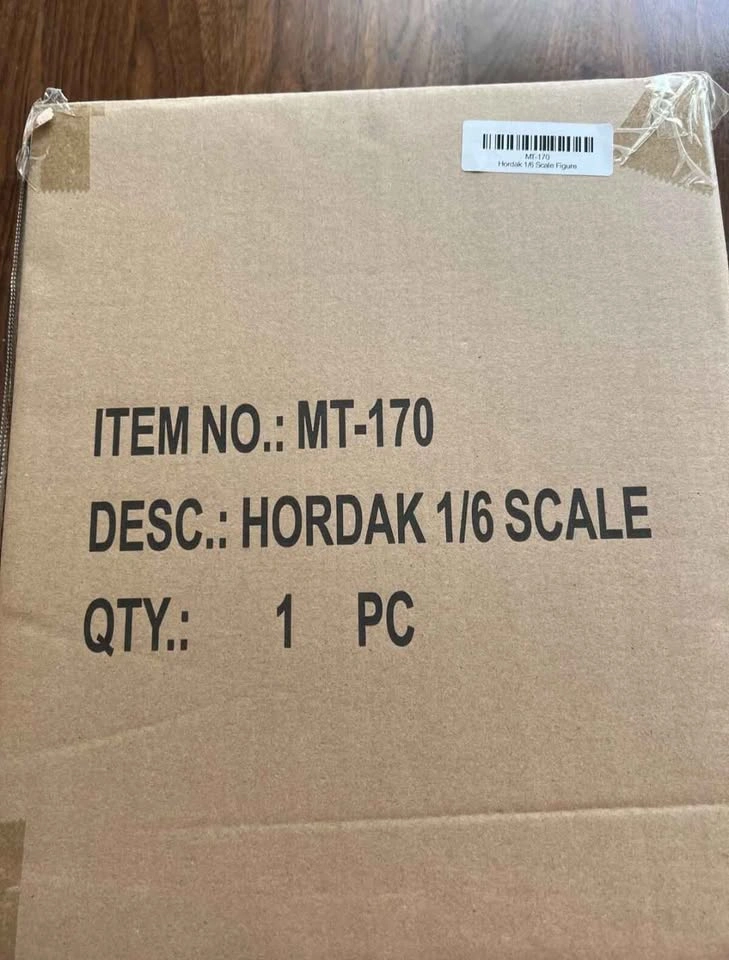 MT-170
Hordak 1/6 Scale Figure
ITEM NO.: MT-170
DESC.: HORDAK 1/6 SCALE
QTY.: 1 PC